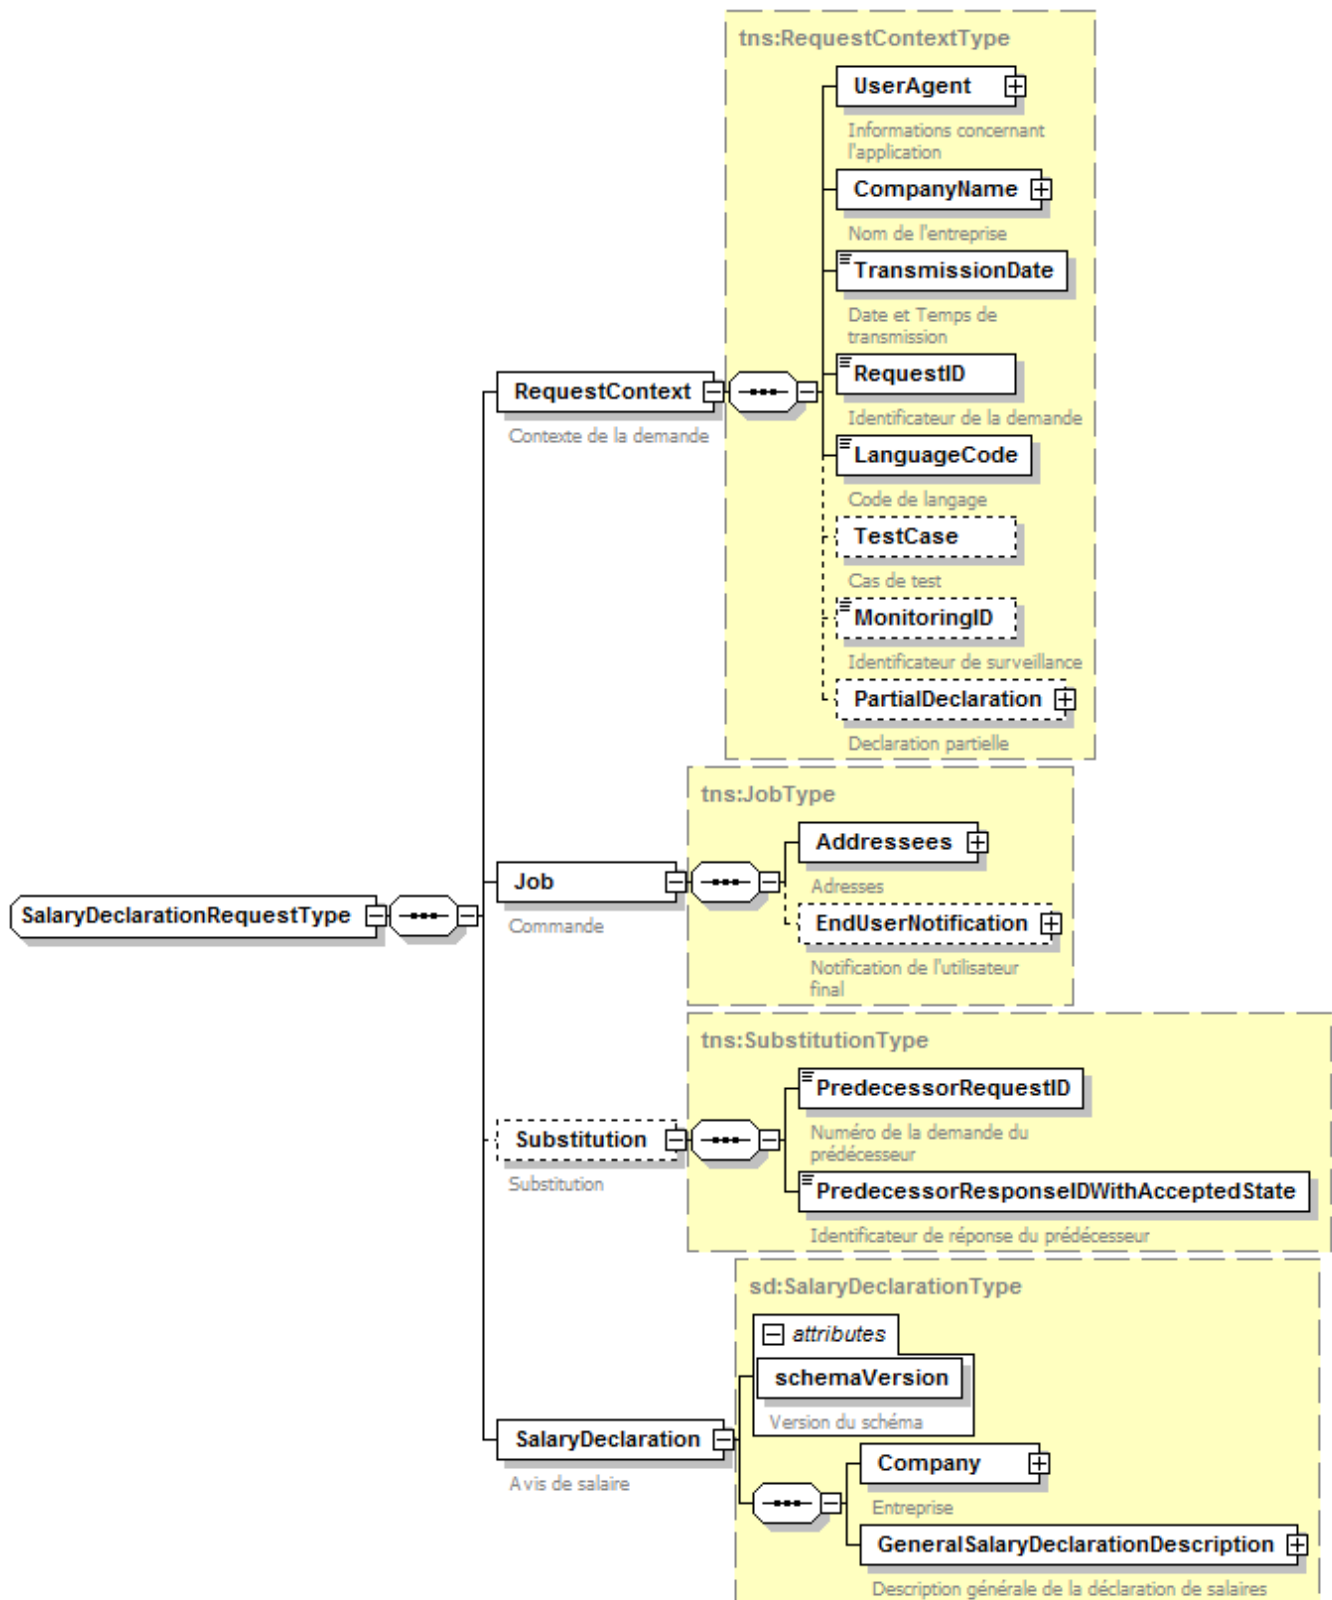 tns:RequestContextType
UserAgent
Informations concernant
l'application
CompanyName
Nom de l'entreprise
TransmissionDate
Date et Temps de
transmission
RequestContext
Contexte de la demande
RequestID
Identificateur de la demande
LanguageCode
Code de langage
TestCase
Cas de test
MonitoringID
Identificateur de surveillance
PartialDeclaration
Declaration partielle
tns:JobType
Addressees
Adresses
Job
Commande
EndUserNotification
Notification de l'utilisateur
final
SalaryDeclarationRequestType
tns:SubstitutionType
PredecessorRequestID
Numéro de la demande du
prédécesseur
Substitution
Substitution
PredecessorResponseIDWithAcceptedState
Identificateur de réponse du prédécesseur
sd:SalaryDeclarationType
attributes
schemaVersion
Version du schéma
SalaryDeclaration
Avis de salaire
Company
Entreprise
GeneralSalaryDeclarationDescription
Description générale de la déclaration de salaires